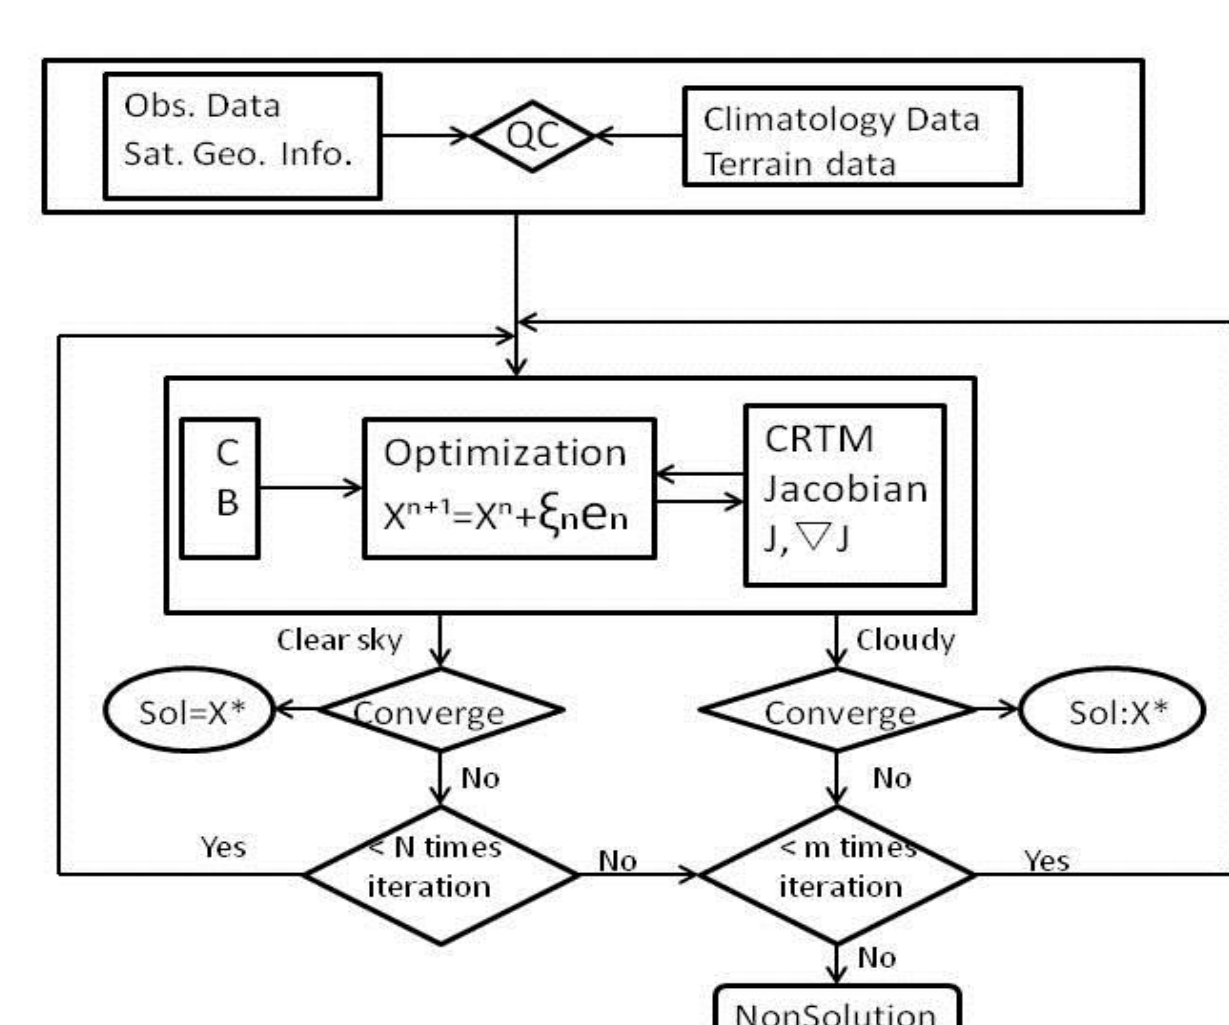 Obs. Data
Sat. Geo. Info.
QC
Climatology Data
Terrain data
C
B
Optimization
Xⁿ⁺¹=Xⁿ+ξnen
CRTM
Jacobian
J,▽J
Clear sky
Cloudy
Sol=X*
Converge
Converge
Sol:X*
No
No
Yes
< N times
iteration
No
< m times
iteration
Yes
No
NonSolution